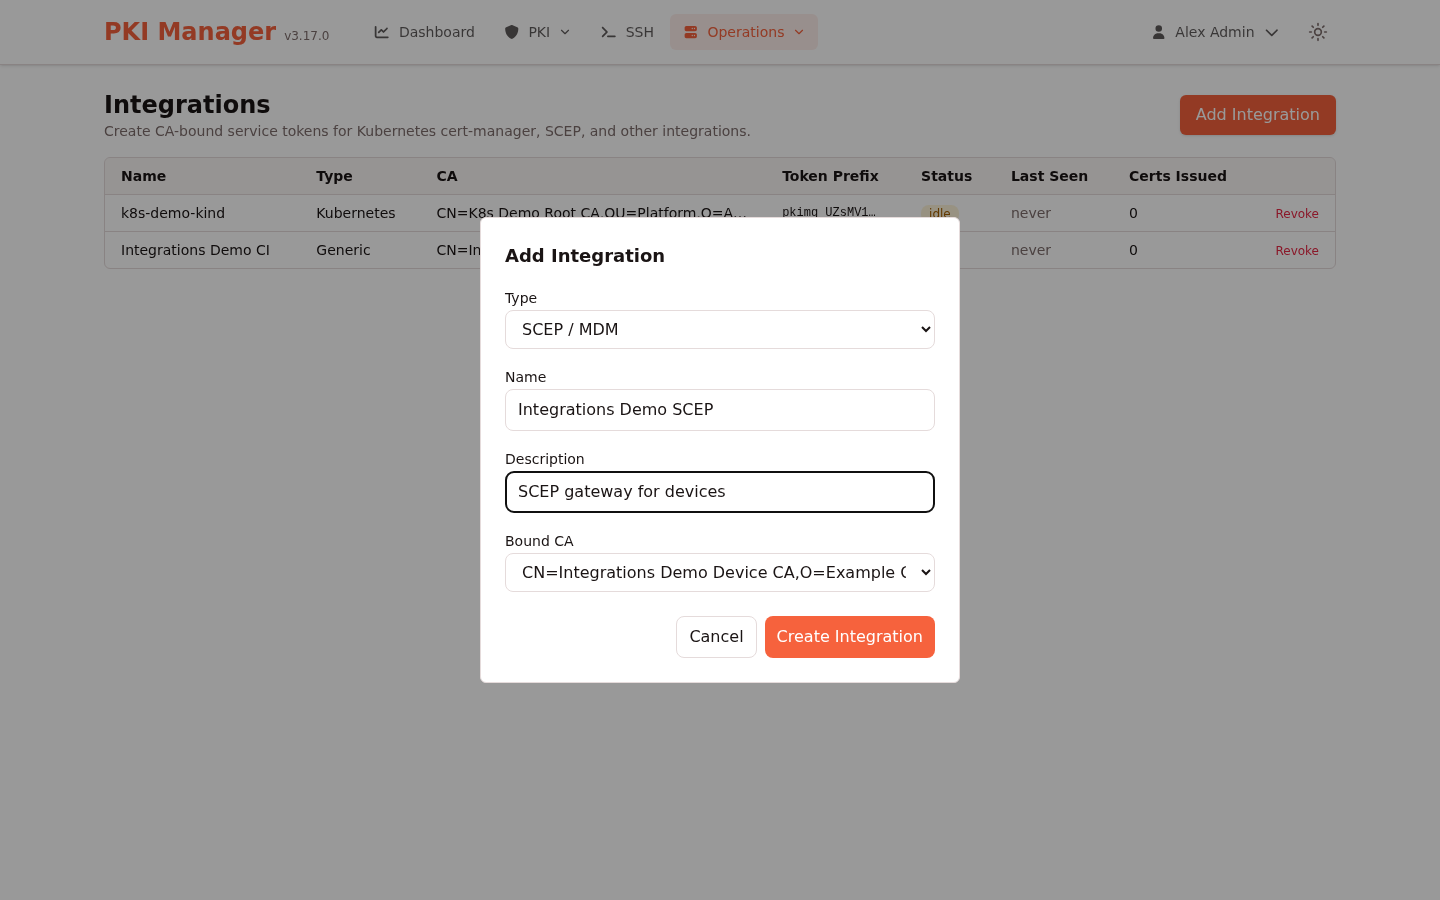 PKI Manager v3.17.0 Dashboard PKI SSH Operations Alex Admin
Integrations
Create CA-bound service tokens for Kubernetes cert-manager, SCEP, and other integrations.
Add Integration
Name Type CA Token Prefix Status Last Seen Certs Issued
k8s-demo-kind Kubernetes CN=K8s Demo Root CA,OU=Platform,O=A… pkimg_UZsMV1… idle never 0 Revoke
Integrations Demo CI Generic CN=In never 0 Revoke
Add Integration
Type
SCEP / MDM
Name
Integrations Demo SCEP
Description
SCEP gateway for devices
Bound CA
CN=Integrations Demo Device CA,O=Example
Cancel Create Integration